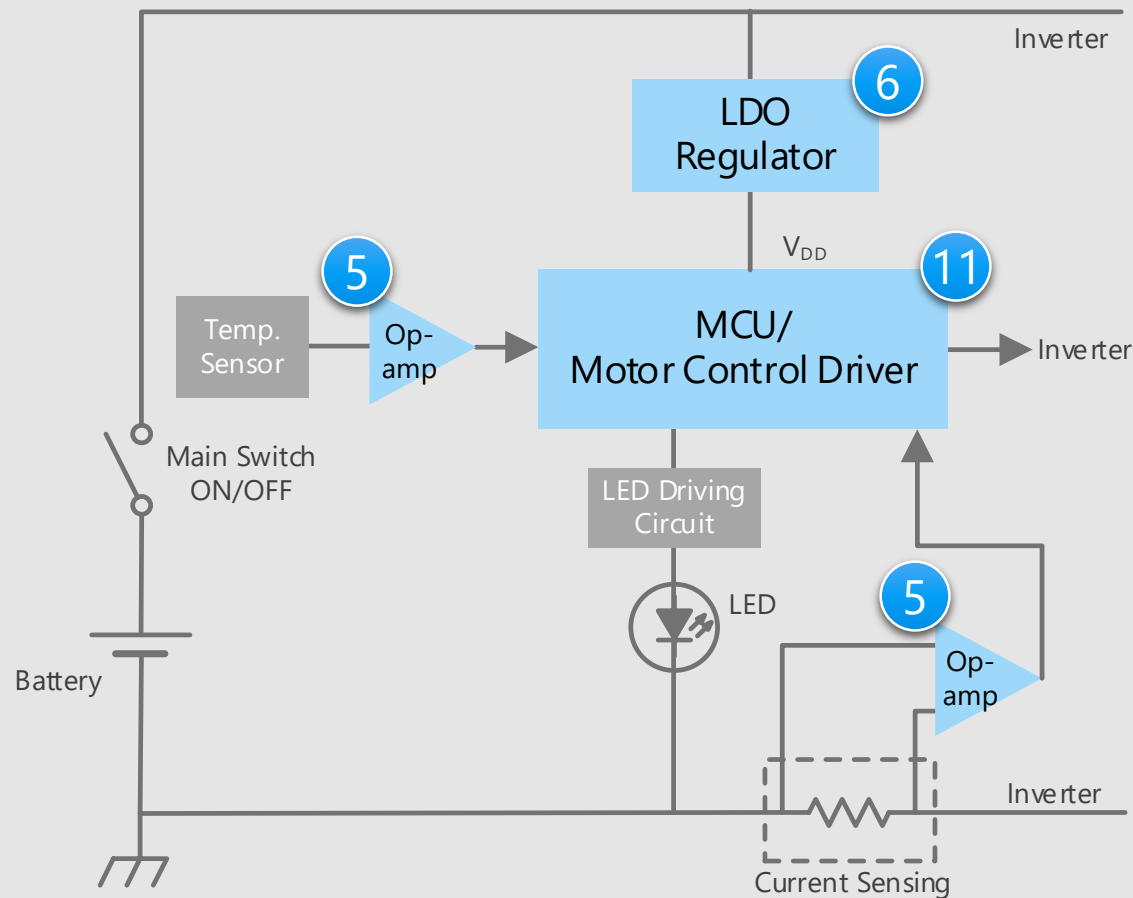 Inverter
6
LDO
Regulator
VDD
11
5
Temp.
Sensor
Op-
amp
MCU/
Motor Control Driver
Inverter
Main Switch
ON/OFF
LED Driving
Circuit
5
LED
Op-
amp
Battery
Inverter
Current Sensing